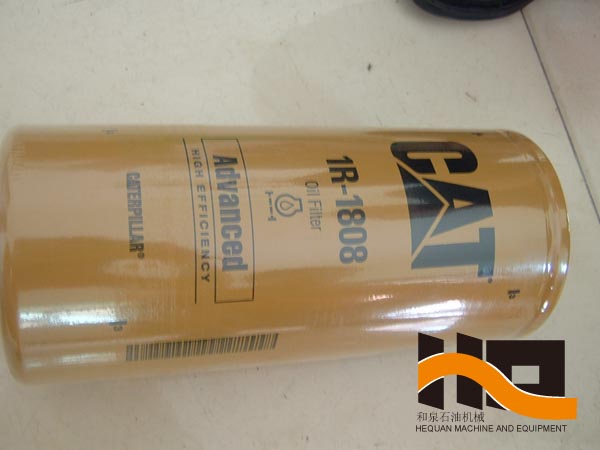 CAT®
1R-1808
Oil Filter
Advanced
HIGH EFFICIENCY
CATERPILLAR®
HQ
和泉石油机械
HEQUAN MACHINE AND EQUIPMENT